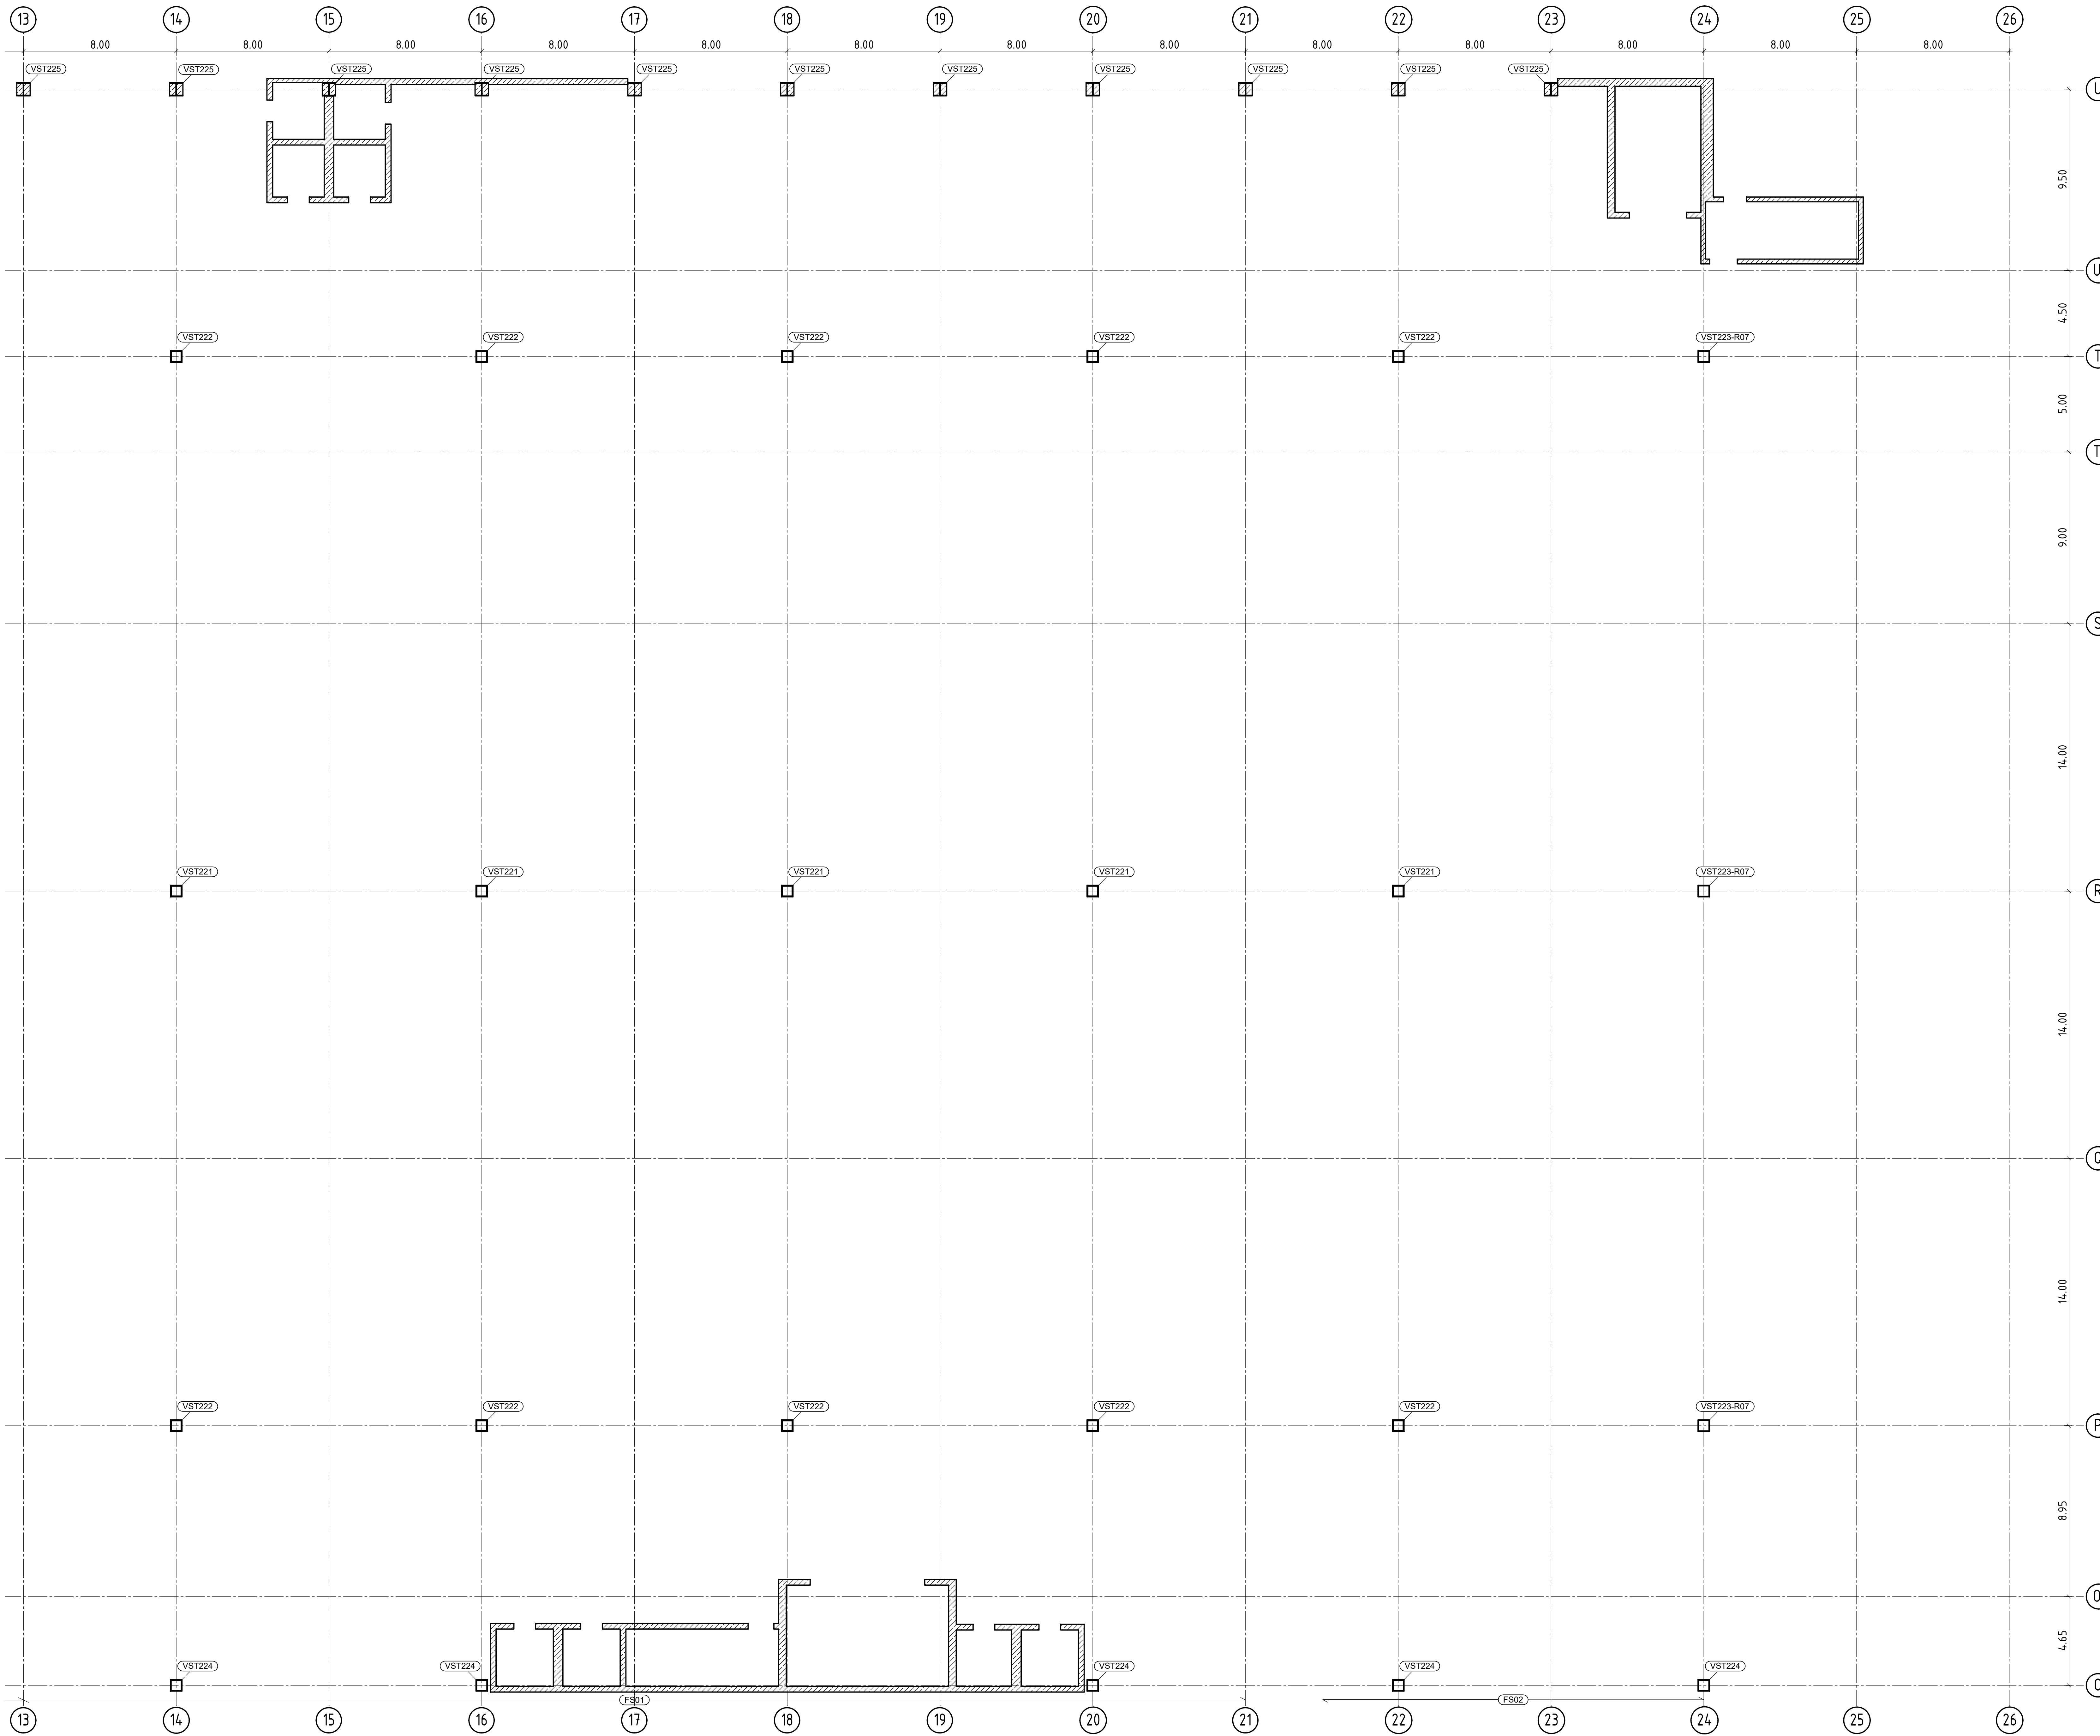 13 14 15 16 17 18 19 20 21 22 23 24 25 26
8.00 8.00 8.00 8.00 8.00 8.00 8.00 8.00 8.00 8.00 8.00 8.00 8.00
VST225 VST225 VST225 VST225 VST225 VST225 VST225 VST225 VST225 VST225 VST225
U
9.50
U
4.50
VST222 VST222 VST222 VST222 VST222 VST223-R07
T
5.00
T
9.00
S
14.00
VST221 VST221 VST221 VST221 VST221 VST223-R07
R
14.00
14.00
VST222 VST222 VST222 VST222 VST222 VST223-R07
P
8.95
4.65
VST224 VST224 VST224 VST224 VST224
FS01 FS02
13 14 15 16 17 18 19 20 21 22 23 24 25 26